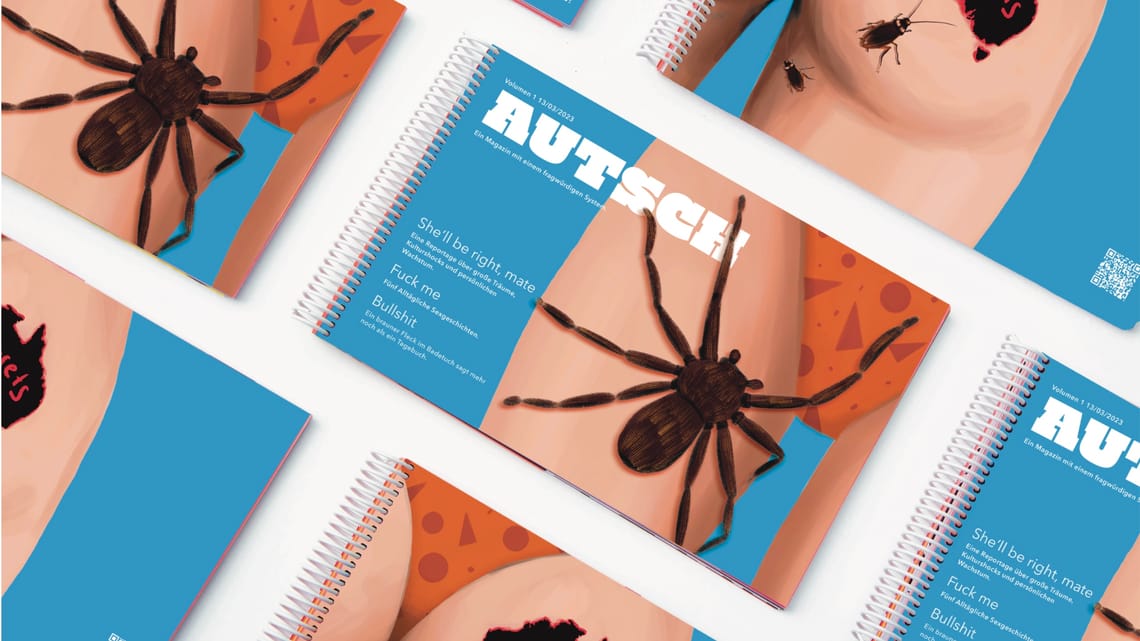 Volumen 1 13/03/2023
AUTSCH
Ein Magazin mit einem fragwürdigen System.
She'll be right, mate
Eine Reportage über große Träume,
Kulturshocks und persönlichen
Wachstum.
Fuck me
Fünf Alltägliche Sexgeschichten.
Bullshit
Ein brauner Fleck im Badetuch sagt mehr
noch als ein Tagebuch.
Volumen 1 13/03/2023
AUT
Ein Magazin mit einem fragwürdigen
She'll be right, mate
Eine Reportage über große Träume,
Kulturshocks und persönlichen
Wachstum.
Fuck me
Fünf Alltägliche Sexgeschichten.
Bullshit
Ein